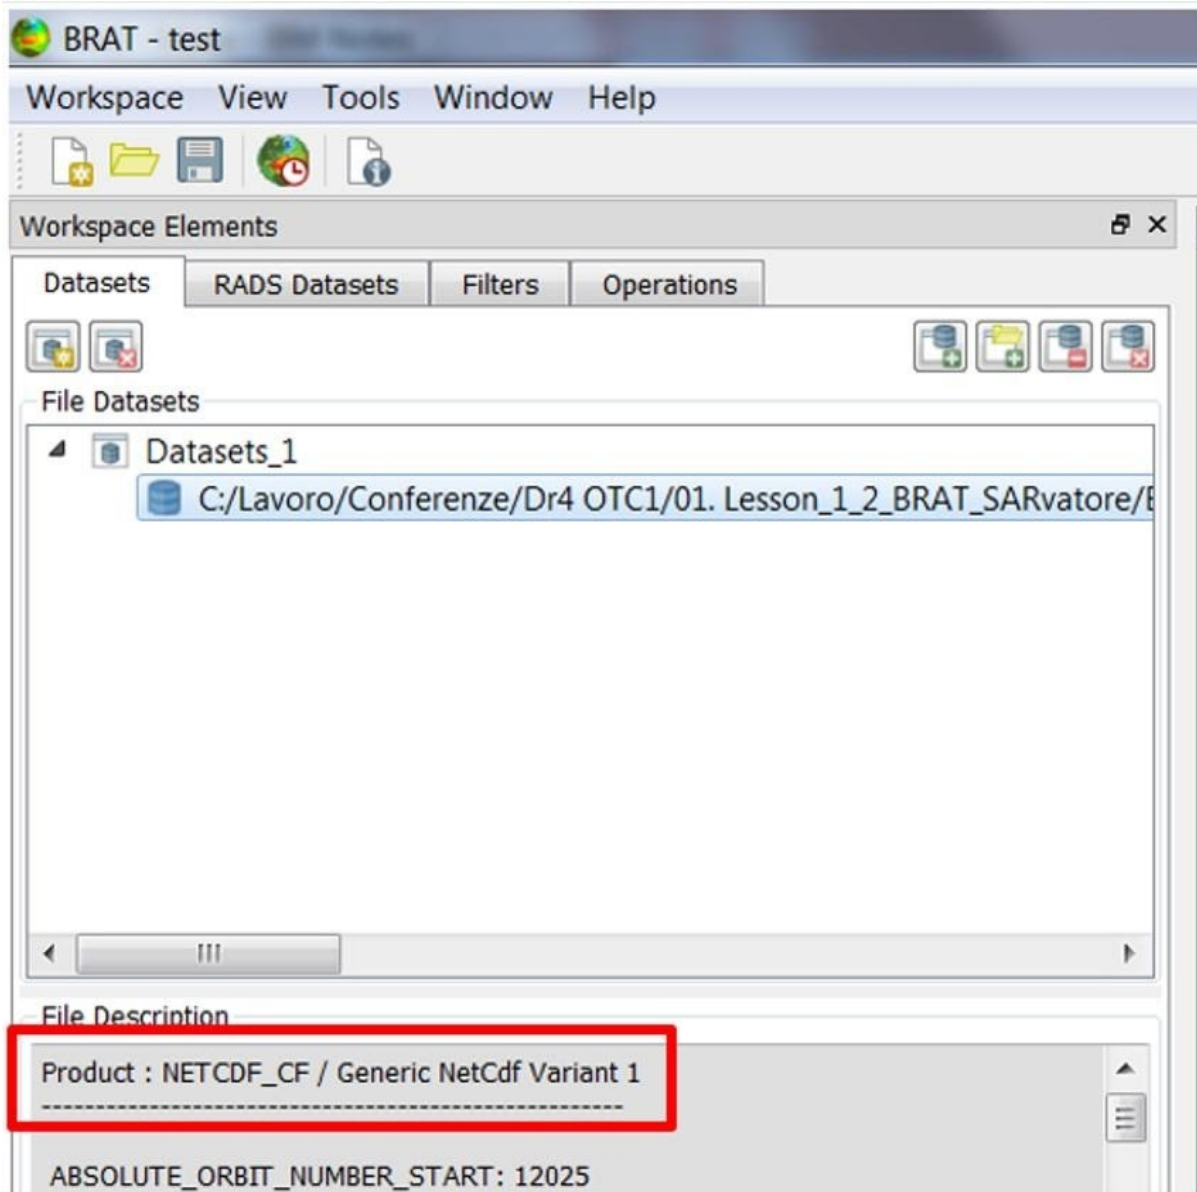 BRAT - test
Workspace View Tools Window Help
Workspace Elements
Datasets RADS Datasets Filters Operations
File Datasets
Datasets_1
C:/Lavoro/Conferenze/Dr4 OTC1/01. Lesson_1_2_BRAT_SARvatore/
File Description
Product : NETCDF_CF / Generic NetCdf Variant 1
------------------------------------------------------
ABSOLUTE_ORBIT_NUMBER_START: 12025